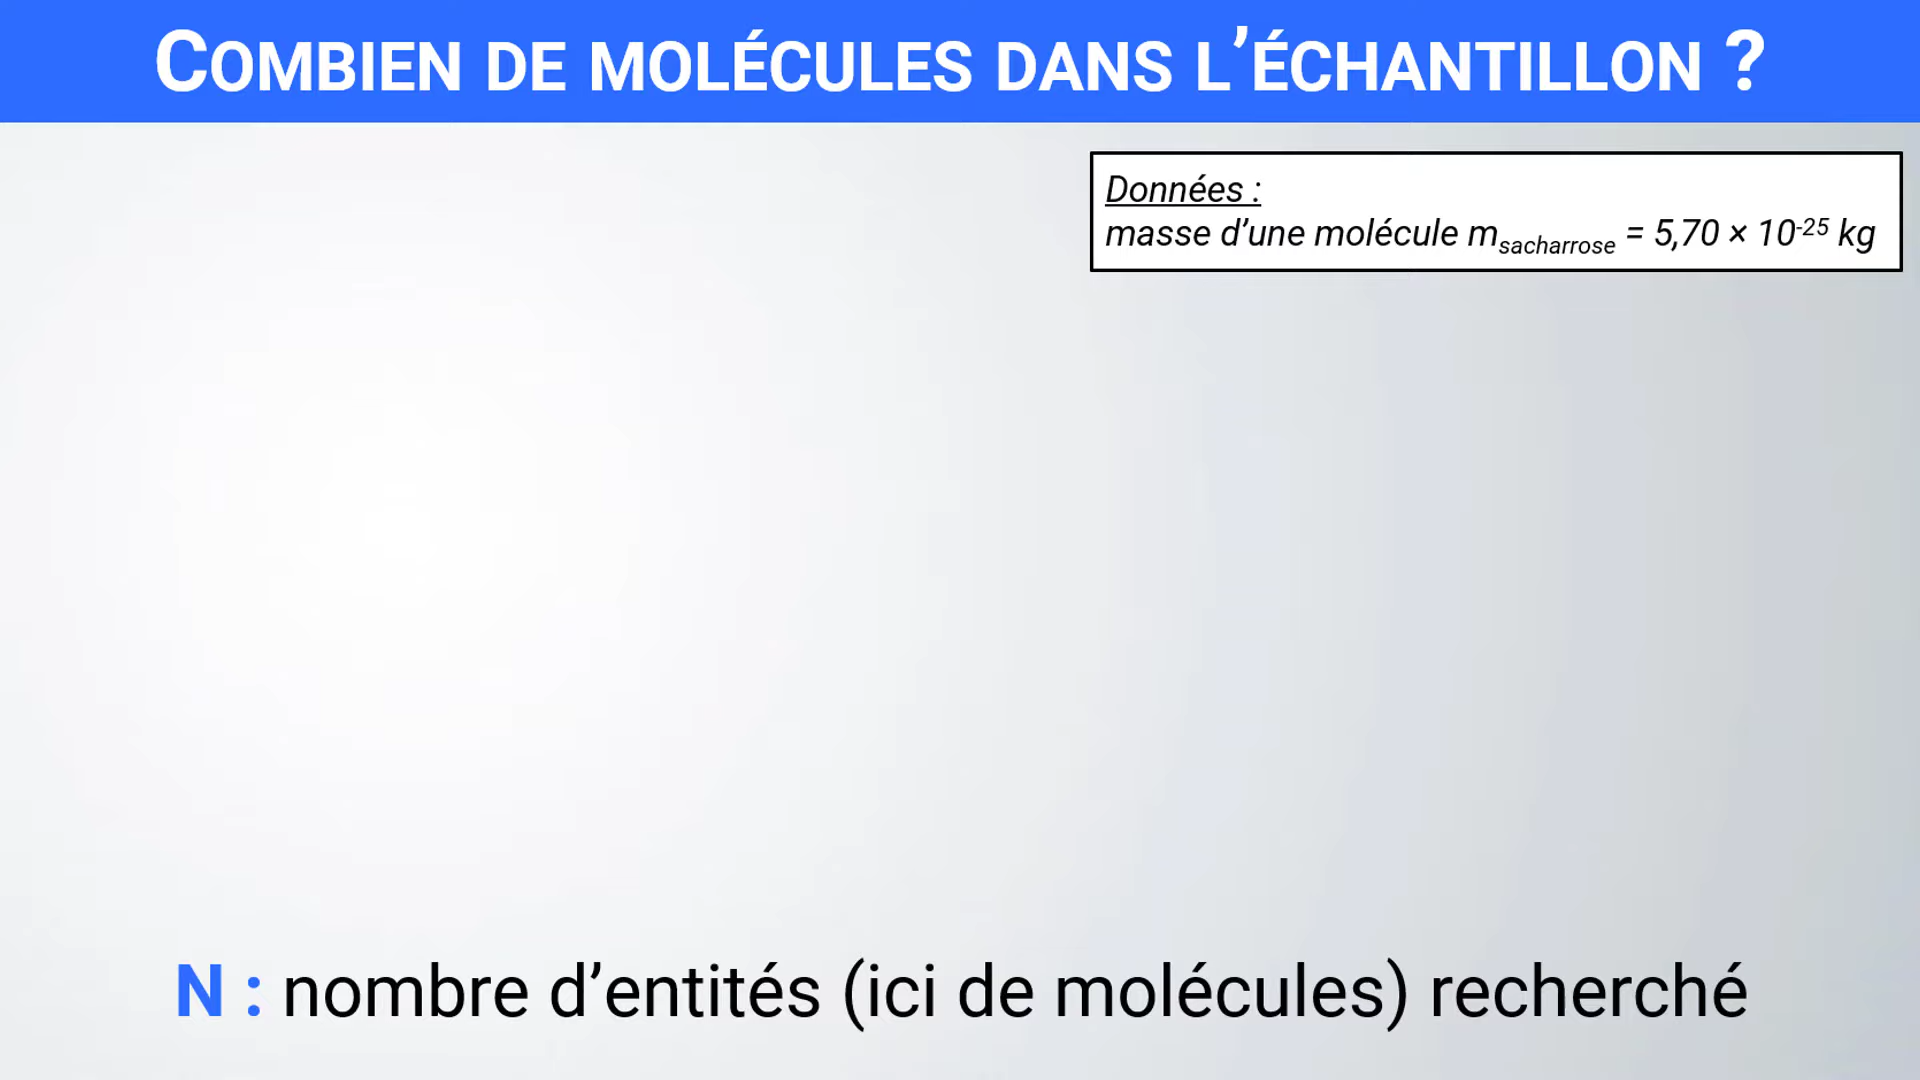 COMBIEN DE MOLÉCULES DANS L’ÉCHANTILLON ?
Données :
masse d’une molécule m_sacharrose = 5,70 × 10⁻²⁵ kg
N : nombre d’entités (ici de molécules) recherché